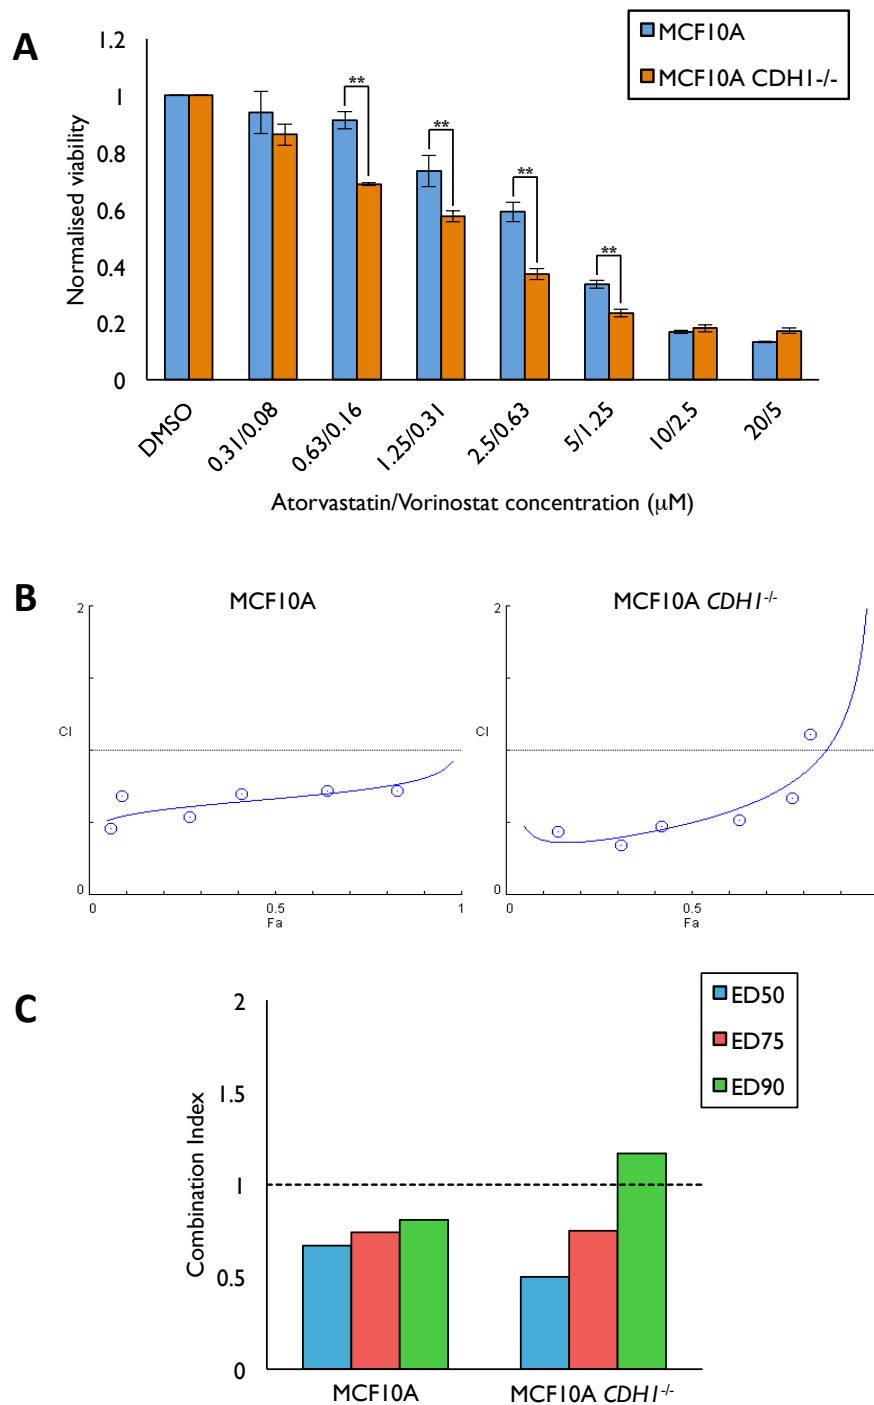 A
MCF10A
MCF10A CDH1-/-
1.2
1
0.8
0.6
0.4
0.2
0
Normalised viability
**
**
**
**
DMSO
0.31/0.08
0.63/0.16
1.25/0.31
2.5/0.63
5/1.25
10/2.5
20/5
Atorvastatin/Vorinostat concentration (μM)
B
MCF10A
2
CI
0
0
0.5
1
Fa
MCF10A CDH1-/-
2
CI
0
0
0.5
Fa
C
ED50
ED75
ED90
2
1.5
1
0.5
0
Combination Index
MCF10A
MCF10A CDH1-/-